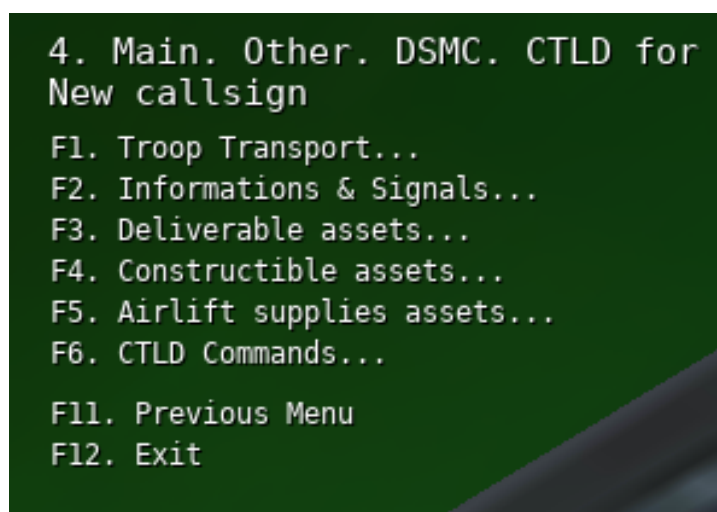 4. Main. Other. DSMC. CTLD for
New callsign
F1. Troop Transport...
F2. Informations & Signals...
F3. Deliverable assets...
F4. Constructible assets...
F5. Airlift supplies assets...
F6. CTLD Commands...
F11. Previous Menu
F12. Exit